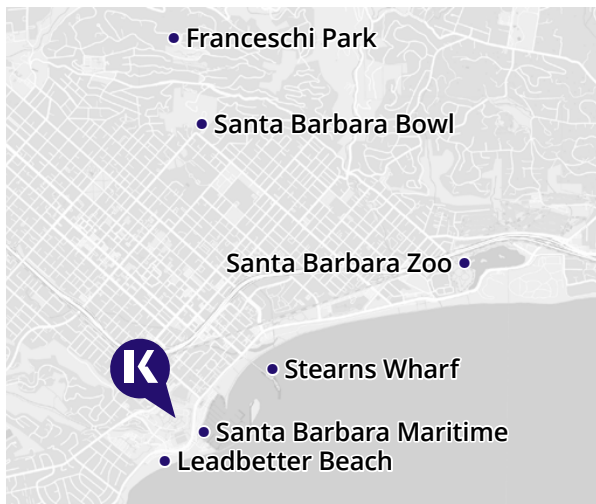 Franceschi Park
Santa Barbara Bowl
Santa Barbara Zoo
K
Stearns Wharf
Santa Barbara Maritime
Leadbetter Beach